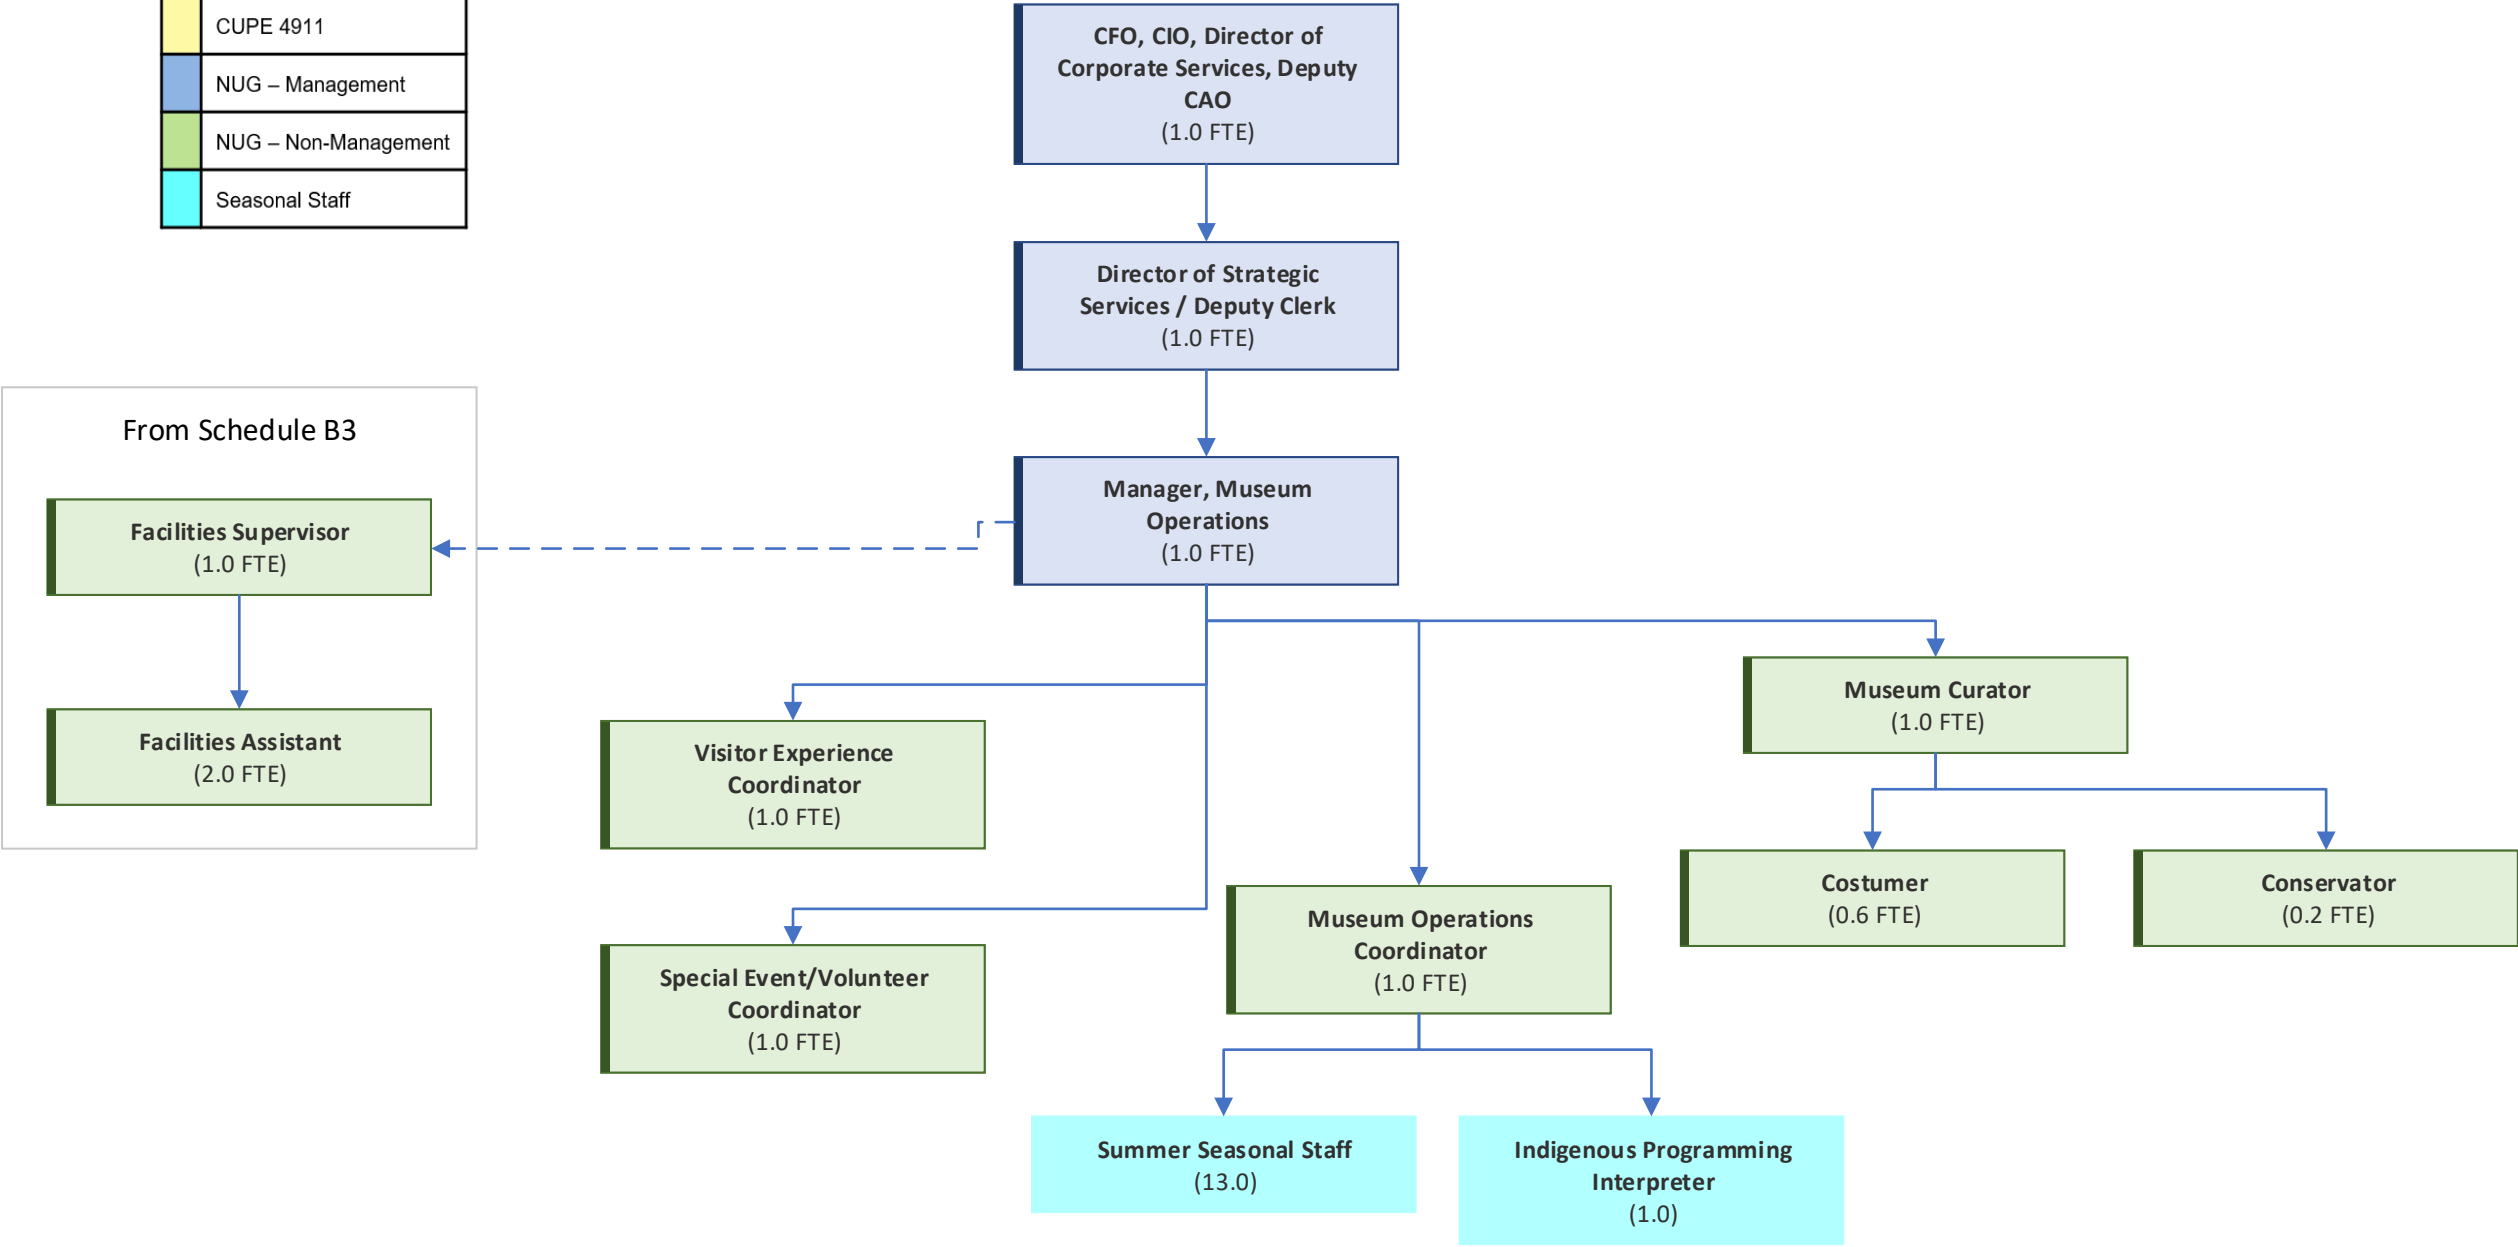 CUPE 4911
NUG – Management
NUG – Non-Management
Seasonal Staff
CFO, CIO, Director of
Corporate Services, Deputy
CAO
(1.0 FTE)
Director of Strategic
Services / Deputy Clerk
(1.0 FTE)
Manager, Museum
Operations
(1.0 FTE)
From Schedule B3
Facilities Supervisor
(1.0 FTE)
Facilities Assistant
(2.0 FTE)
Visitor Experience
Coordinator
(1.0 FTE)
Special Event/Volunteer
Coordinator
(1.0 FTE)
Museum Operations
Coordinator
(1.0 FTE)
Museum Curator
(1.0 FTE)
Costumer
(0.6 FTE)
Conservator
(0.2 FTE)
Summer Seasonal Staff
(13.0)
Indigenous Programming
Interpreter
(1.0)